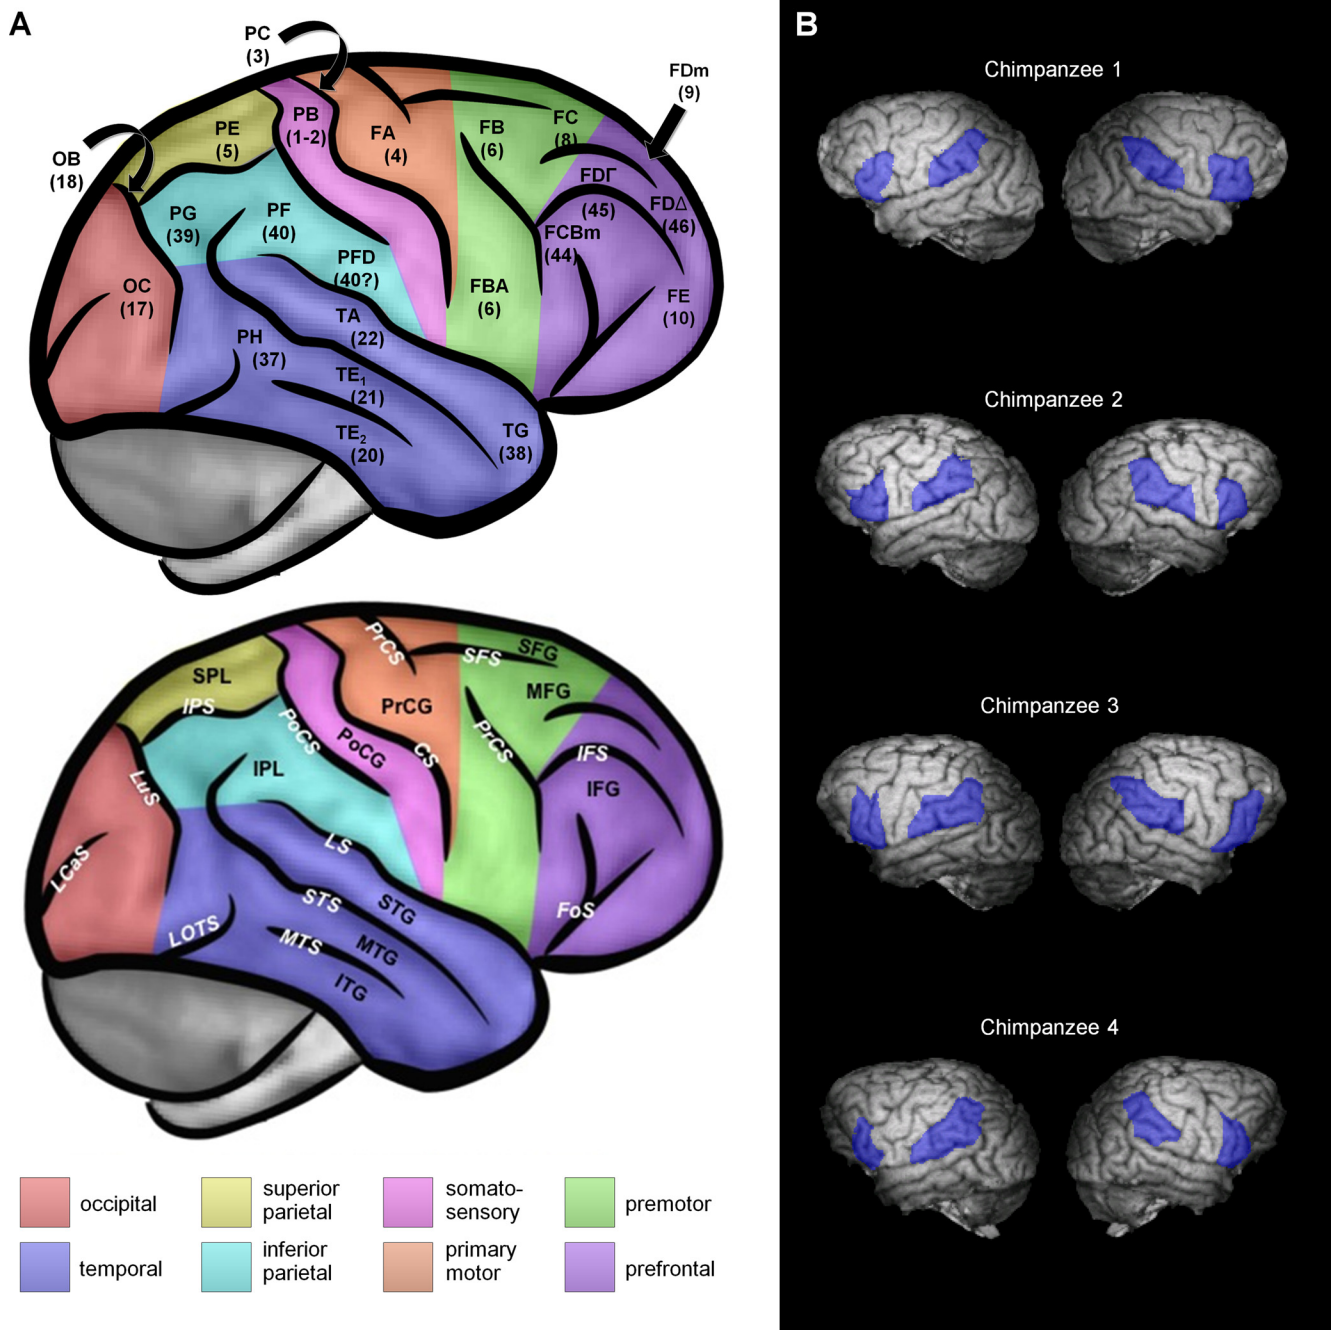 A
PC
(3)
OB
(18)
PE
(5)
PB
(1-2)
FA
(4)
FB
(6)
FC
(8)
FDm
(9)
PG
(39)
PF
(40)
PFD
(40?)
FDΓ
(45)
FCBm
(44)
FDΔ
(46)
OC
(17)
PH
(37)
TA
(22)
FBA
(6)
FE
(10)
TE1
(21)
TE2
(20)
TG
(38)
SPL
IPS
PrCS
SFS
SFG
MFG
PrCG
PoCS
PoCG
CS
PrCS
IFS
IFG
LuS
IPL
LCaS
LS
STS
STG
FoS
LOTS
MTS
MTG
ITG
occipital
superior
parietal
somato-
sensory
premotor
temporal
inferior
parietal
primary
motor
prefrontal
B
Chimpanzee 1
Chimpanzee 2
Chimpanzee 3
Chimpanzee 4